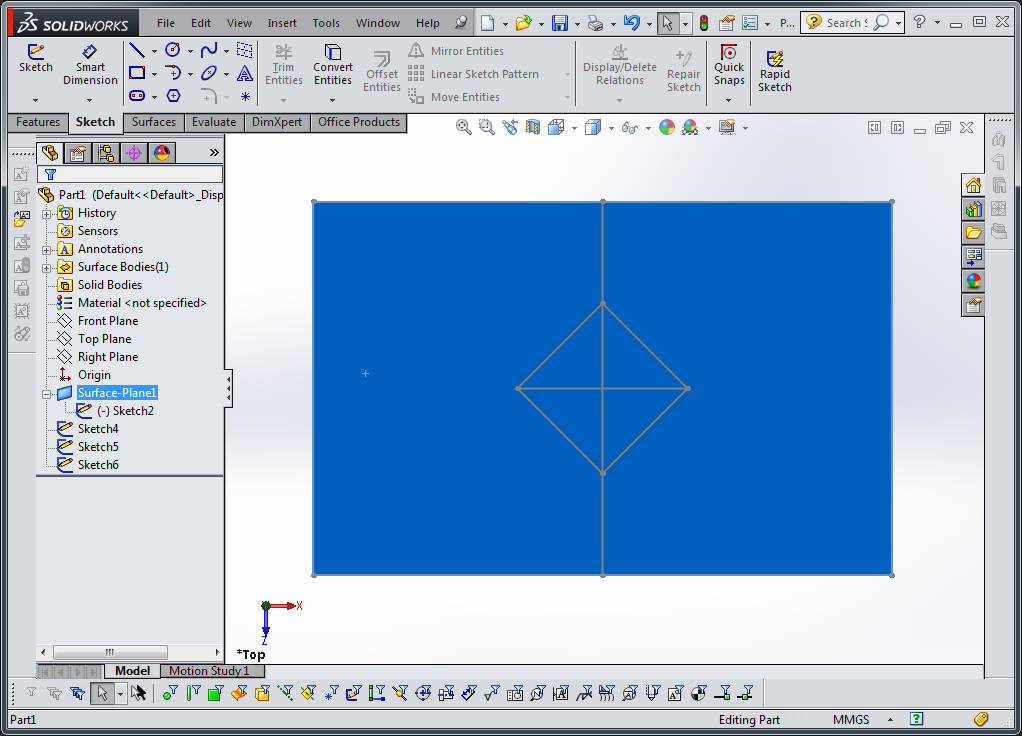 SOLIDWORKS File Edit View Insert Tools Window Help P... Search
Sketch Smart Dimension Trim Entities Convert Entities Offset Entities Mirror Entities Linear Sketch Pattern Move Entities Display/Delete Relations Repair Sketch Quick Snaps Rapid Sketch
Features Sketch Surfaces Evaluate DimXpert Office Products
Part1 (Default<<Default>_Disp
History
Sensors
Annotations
Surface Bodies(1)
Solid Bodies
Material <not specified>
Front Plane
Top Plane
Right Plane
Origin
Surface-Plane1
(-) Sketch2
Sketch4
Sketch5
Sketch6
X
Z
*Top
Model Motion Study 1
Part1 Editing Part MMGS